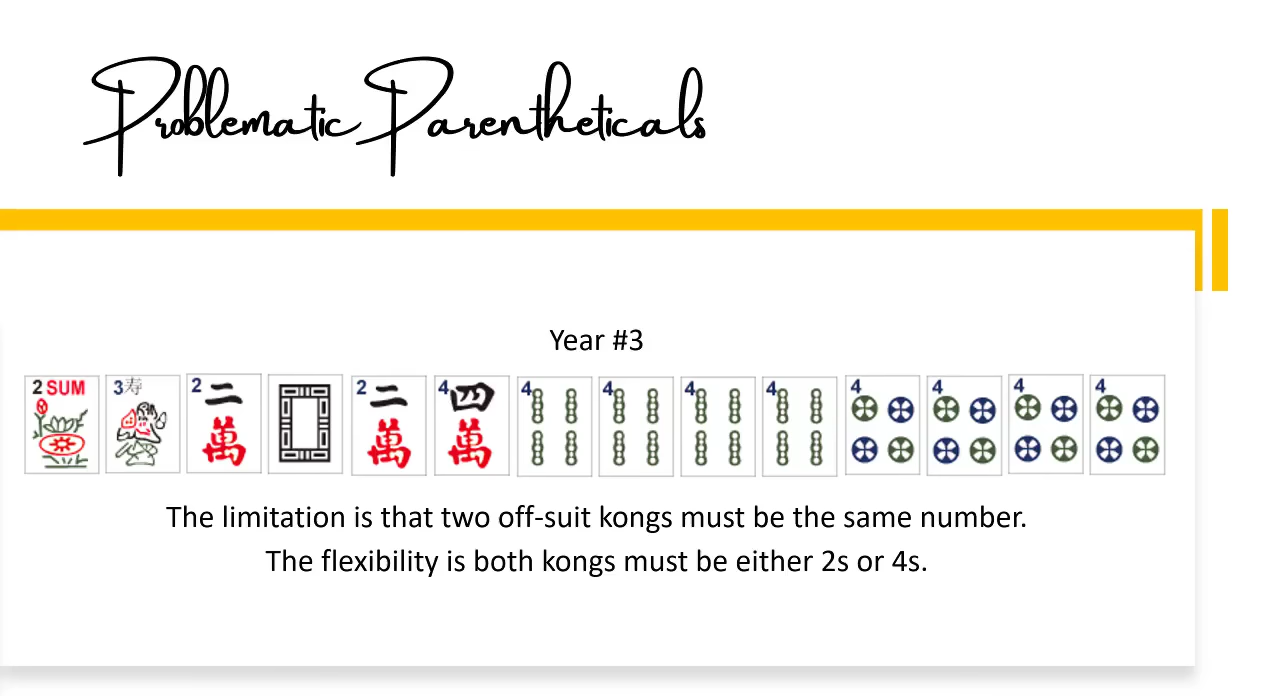 Problematic Parentheticals
Year #3
2 SUM 3 寿 2 二 萬 2 二 萬 4 四 萬 4 4 4 4 4 4 4 4
The limitation is that two off-suit kongs must be the same number.
The flexibility is both kongs must be either 2s or 4s.